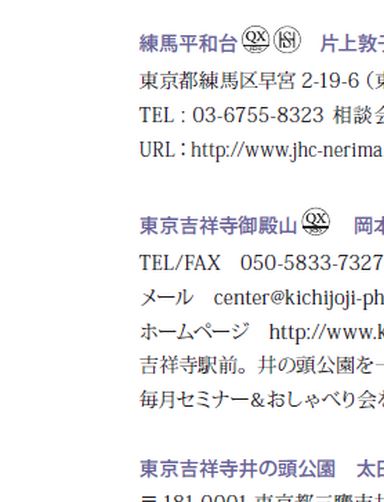 練馬平和台 QX HSH 片上敦子
東京都練馬区早宮 2-19-6（東
TEL : 03-6755-8323 相談会
URL : http://www.jhc-nerima
東京吉祥寺御殿山 QX 岡本
TEL/FAX 050-5833-7327
メール center@kichijoji-ph
ホームページ http://www.k
吉祥寺駅前。井の頭公園を一
毎月セミナー&おしゃべり会を
東京吉祥寺井の頭公園 太田
〒181-0001 東京都三鷹市井